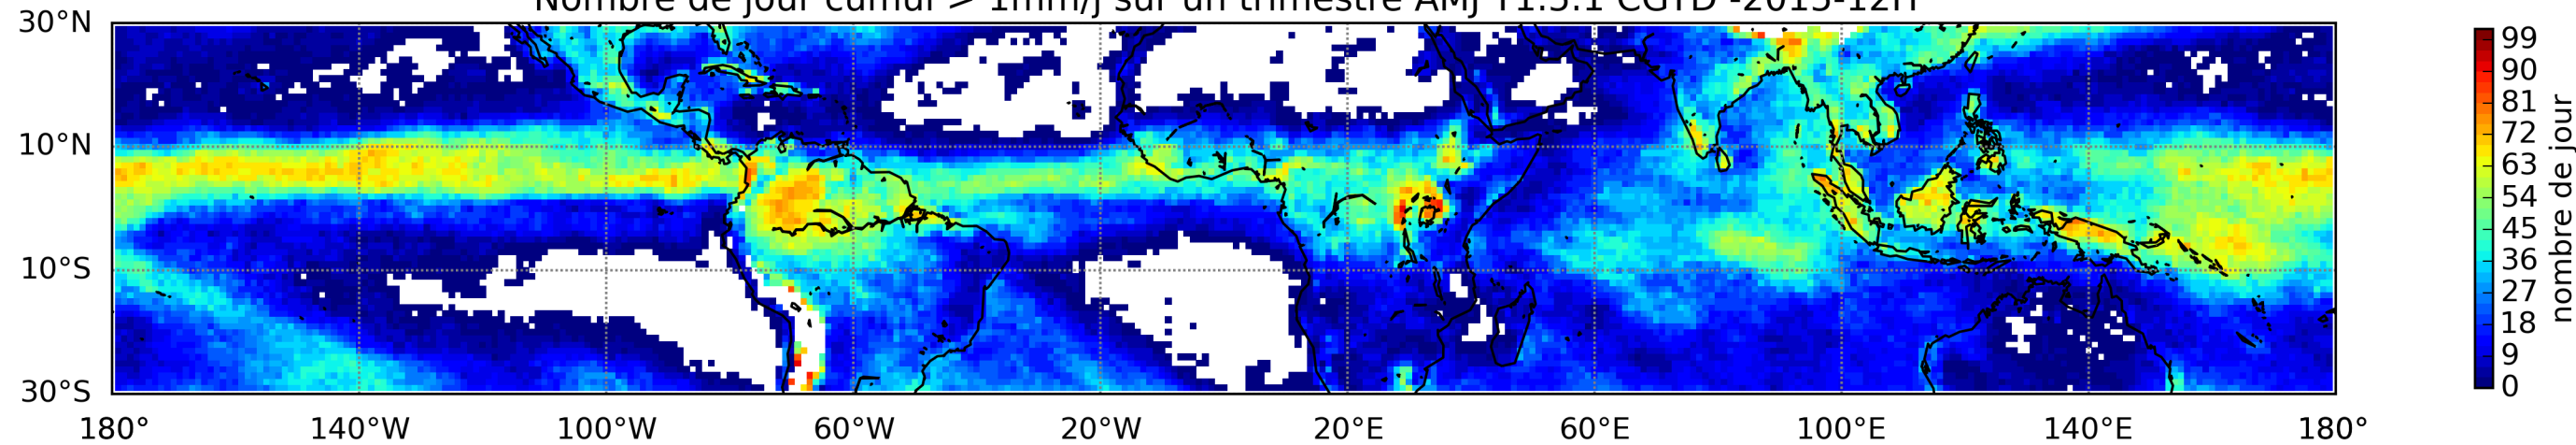 Nombre de jour cumul > 1mm/j sur un trimestre AMJ T1.5.1 CGTD -2015-12H
30°N
10°N
10°S
30°S
180° 140°W 100°W 60°W 20°W 20°E 60°E 100°E 140°E 180°
99
90
81
72
63
54
45
36
27
18
9
0
nombre de jour